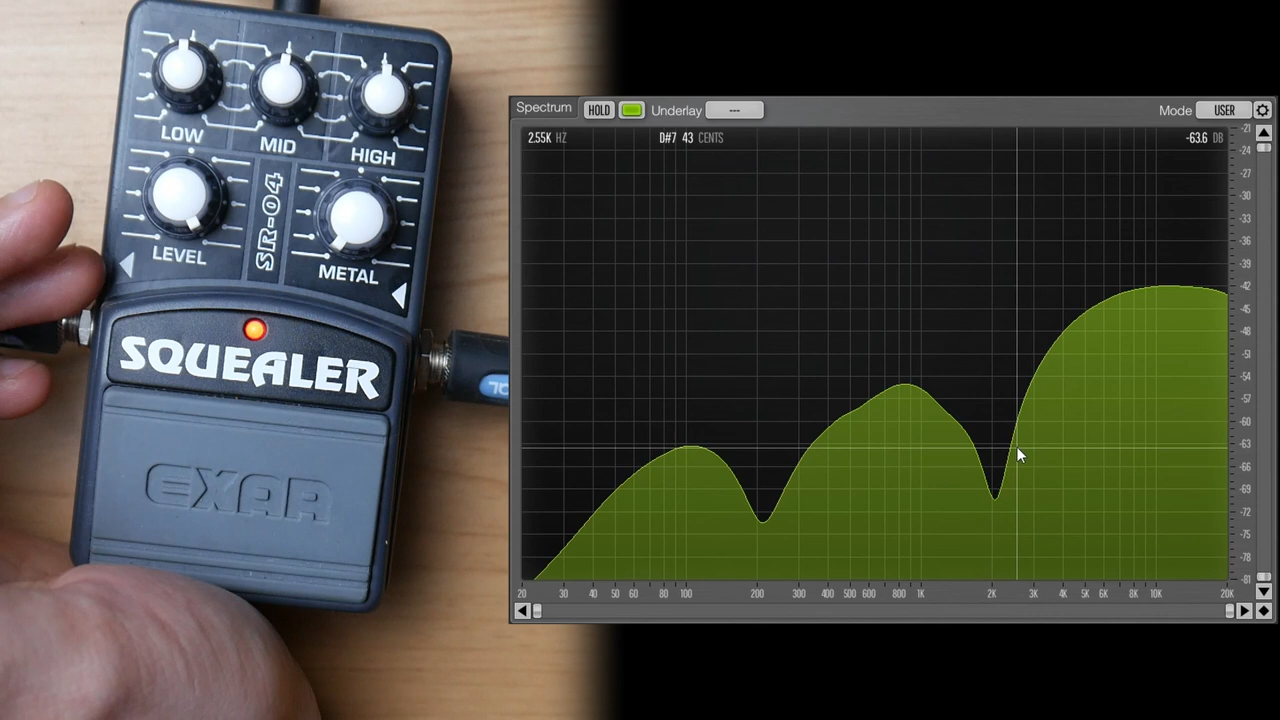 LOW
MID
HIGH
LEVEL
SR-04
METAL
SQUEALER
EXAR
Spectrum HOLD Underlay --- Mode USER
2.55K HZ D#7 43 CENTS -63.6 DB
-21
-24
-27
-30
-33
-36
-39
-42
-45
-48
-51
-54
-57
-60
-63
-66
-69
-72
-75
-78
-81
20 30 40 50 60 80 100 200 300 400 500 600 800 1K 2K 3K 4K 5K 6K 8K 10K 20K